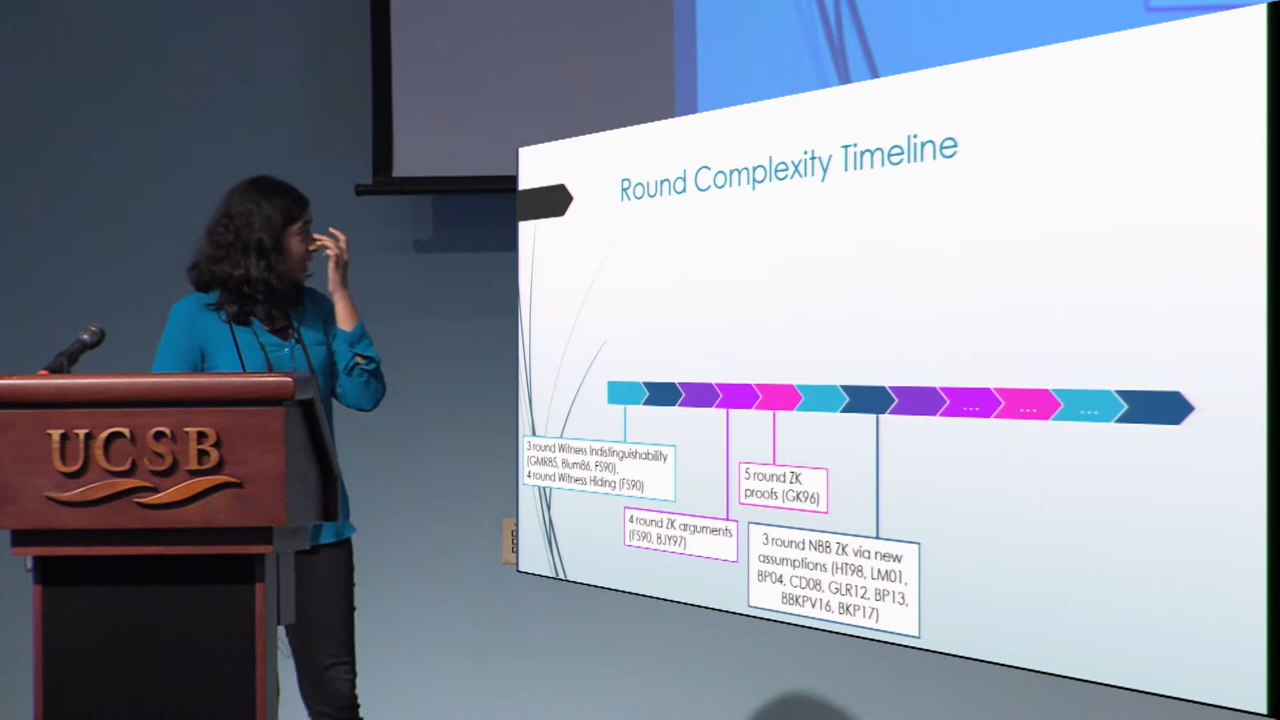 Round Complexity Timeline
... ... ...
3 round Witness Indistinguishability
(GMR85, Blum86, FS90),
4 round Witness Hiding (FS90)
5 round ZK
proofs (GK96)
4 round ZK arguments
(FS90, BJY97)
3 round NBB ZK via new
assumptions (HT98, LM01,
BP04, CD08, GLR12, BP13,
BBKPV16, BKP17)
UCSB